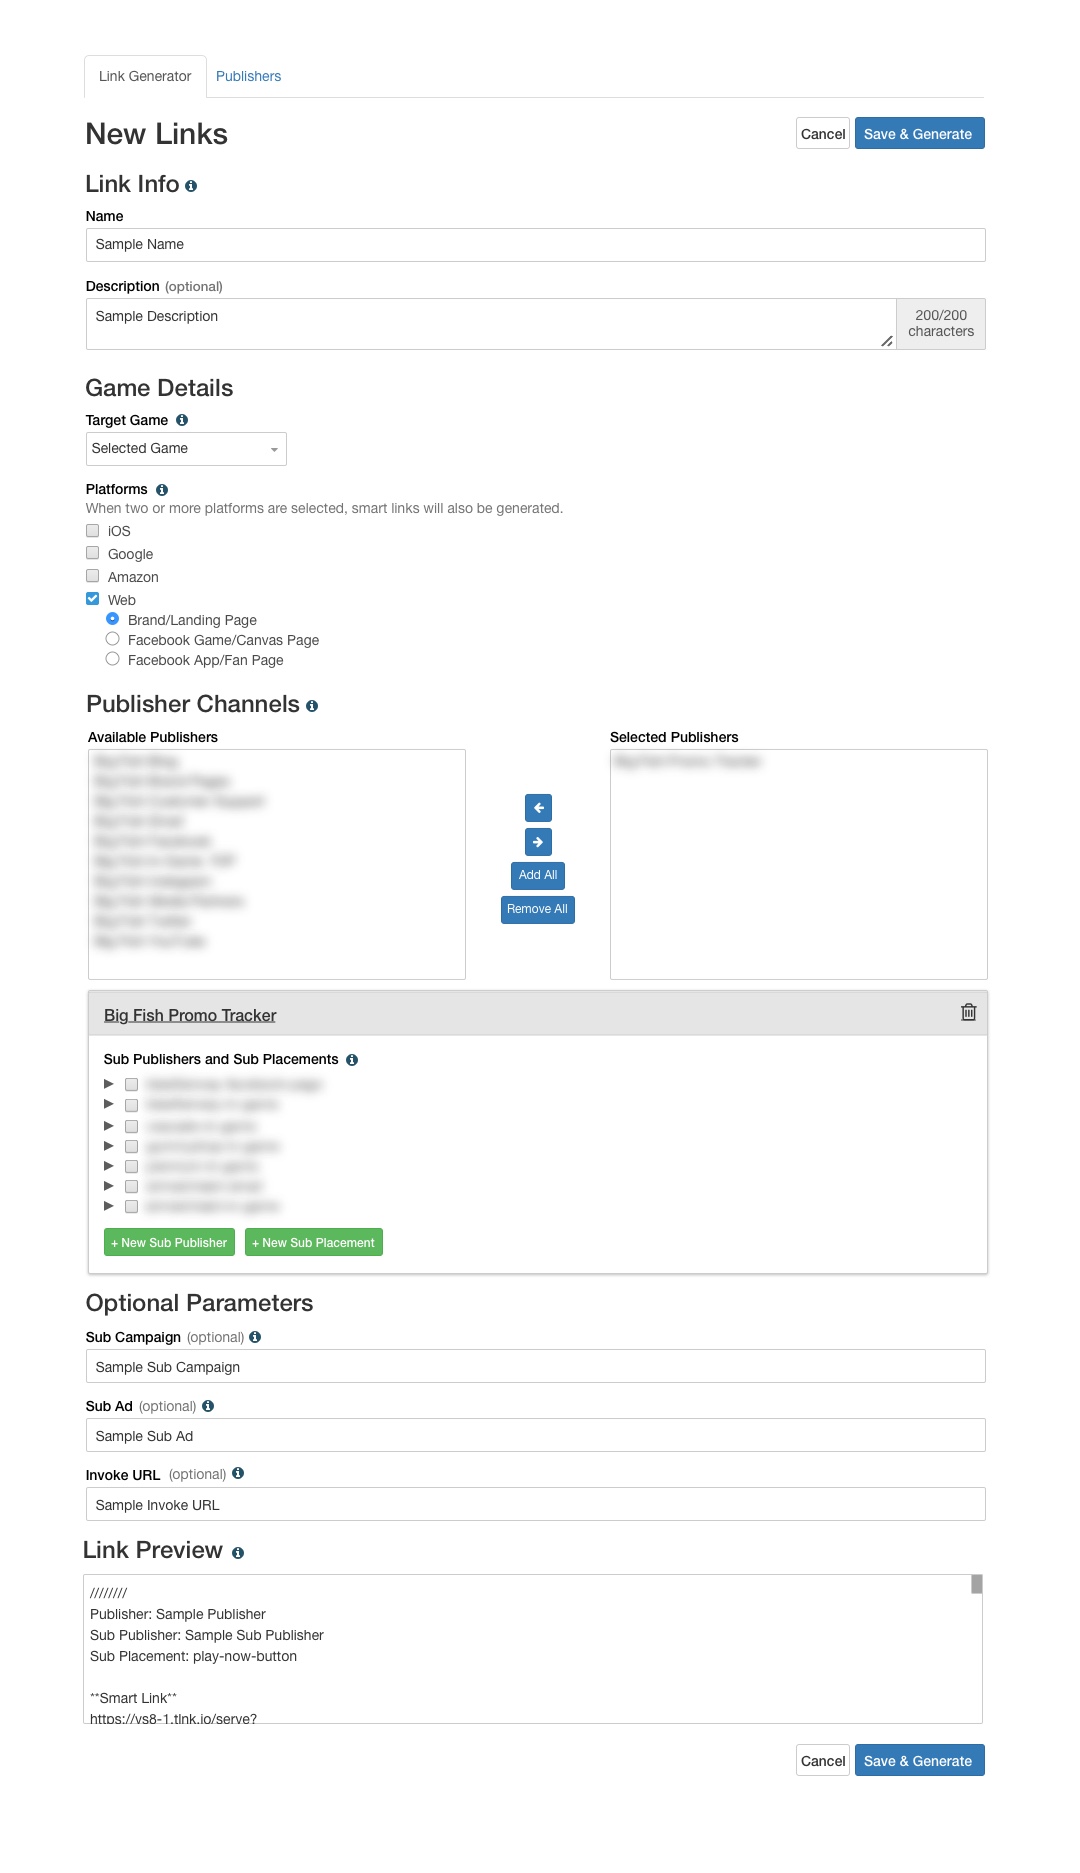 Link Generator
Publishers
New Links
Cancel
Save & Generate
Link Info
Name
Sample Name
Description (optional)
Sample Description
200/200
characters
Game Details
Target Game
Selected Game
Platforms
When two or more platforms are selected, smart links will also be generated.
iOS
Google
Amazon
Web
Brand/Landing Page
Facebook Game/Canvas Page
Facebook App/Fan Page
Publisher Channels
Available Publishers
Selected Publishers
Add All
Remove All
Big Fish Promo Tracker
Sub Publishers and Sub Placements
+ New Sub Publisher
+ New Sub Placement
Optional Parameters
Sub Campaign (optional)
Sample Sub Campaign
Sub Ad (optional)
Sample Sub Ad
Invoke URL (optional)
Sample Invoke URL
Link Preview
////////
Publisher: Sample Publisher
Sub Publisher: Sample Sub Publisher
Sub Placement: play-now-button
**Smart Link**
https://vs8-1.tlnk.io/serve?
Cancel
Save & Generate